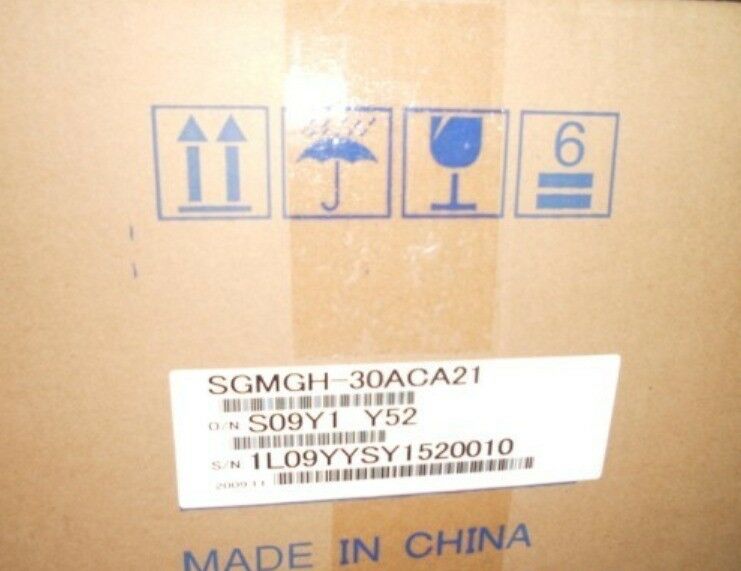 6
SGMGH-30ACA21
O/N S09Y1 Y52
S/N 1L09YYSY1520010
2009.11
MADE IN CHINA